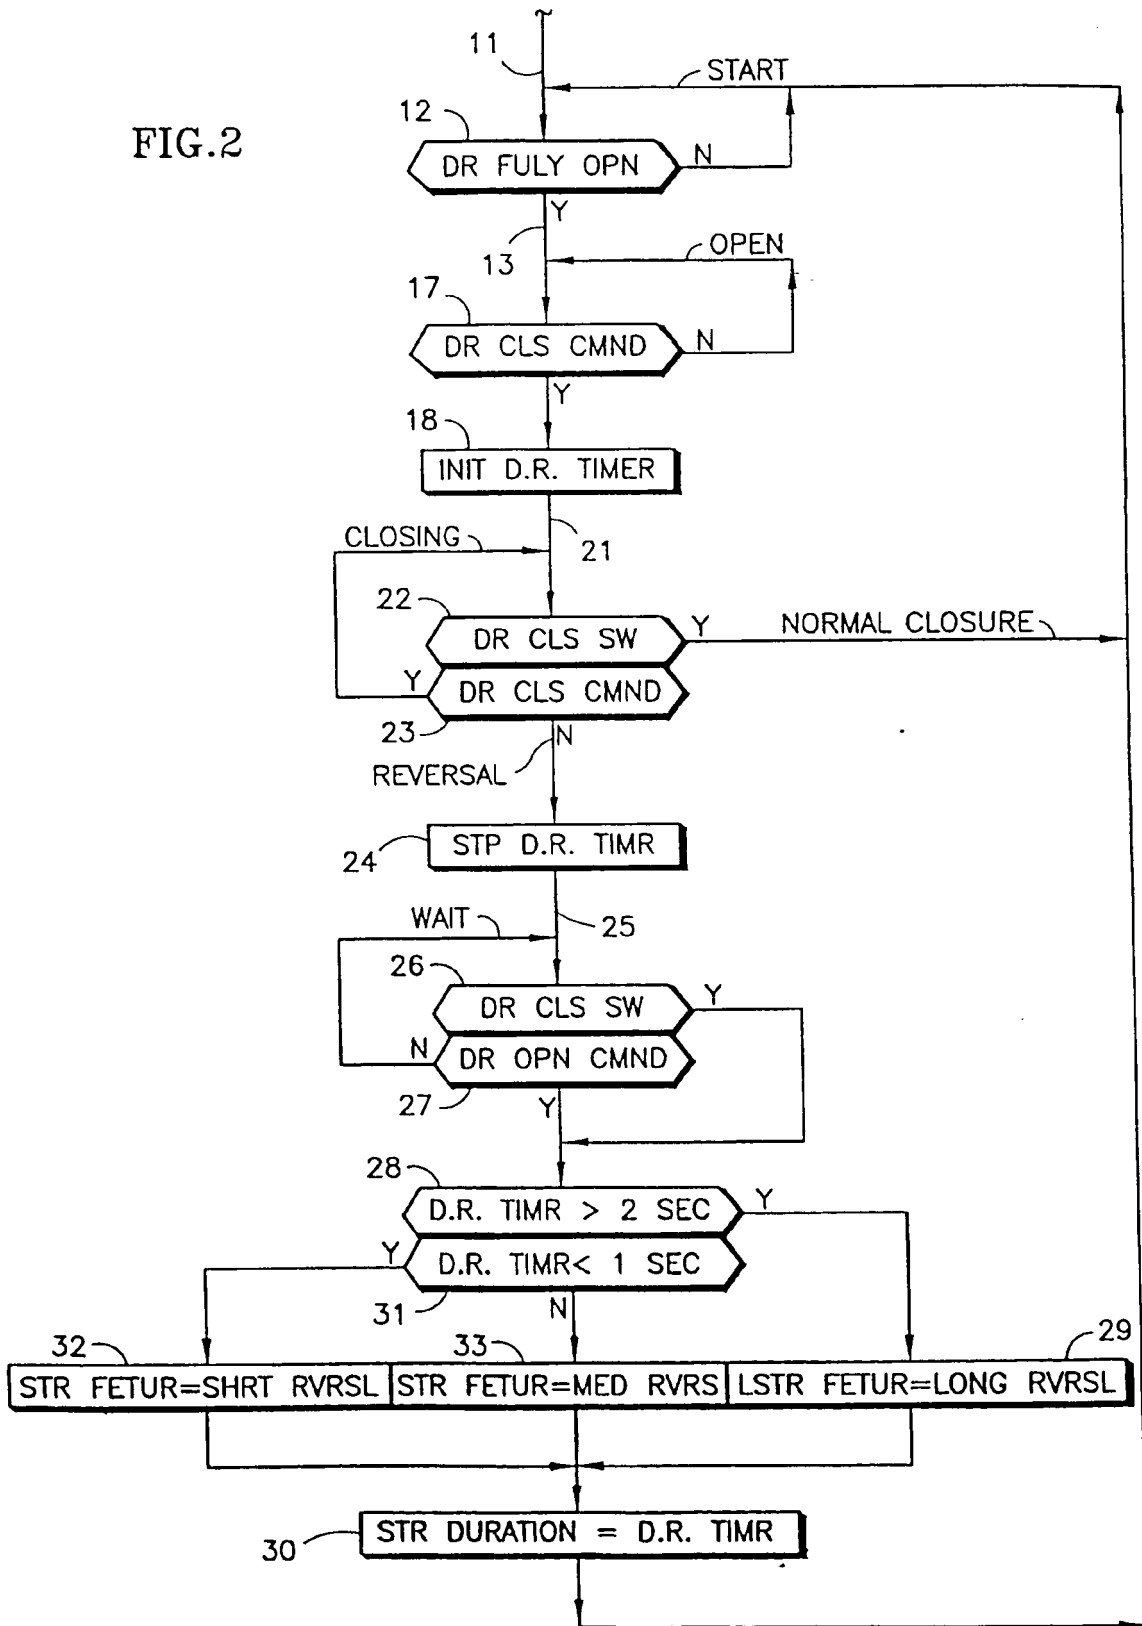 11
START
FIG.2
12
DR FULY OPN
N
Y
13
OPEN
17
DR CLS CMND
N
Y
18
INIT D.R. TIMER
CLOSING
21
22
DR CLS SW
Y
NORMAL CLOSURE
Y
DR CLS CMND
23
N
REVERSAL
STP D.R. TIMR
24
WAIT
25
26
DR CLS SW
Y
N
DR OPN CMND
27
Y
28
D.R. TIMR > 2 SEC
Y
Y
D.R. TIMR< 1 SEC
31
N
32
33
29
STR FETUR=SHRT RVRSL
STR FETUR=MED RVRS
LSTR FETUR=LONG RVRSL
STR DURATION = D.R. TIMR
30